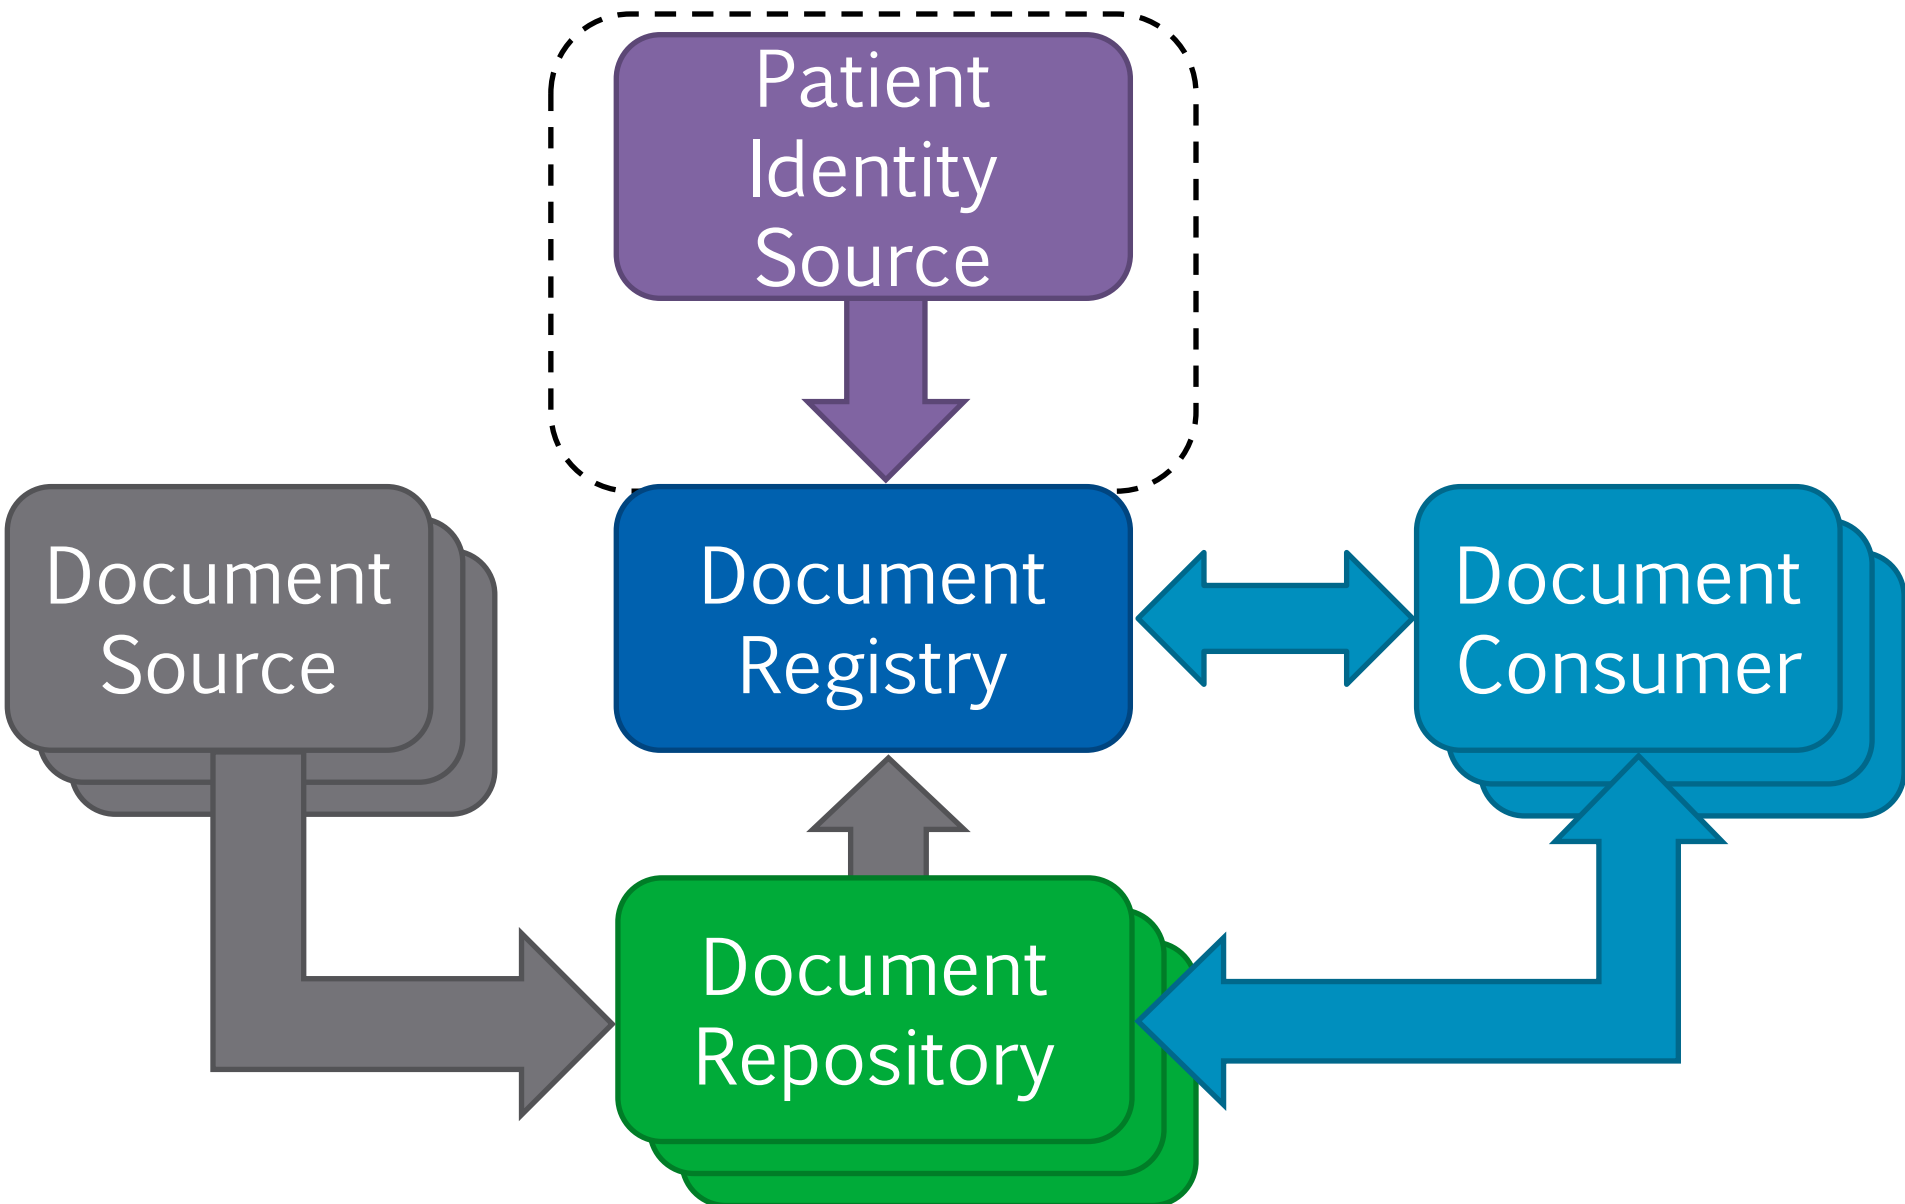 Patient
Identity
Source
Document
Source
Document
Registry
Document
Consumer
Document
Repository